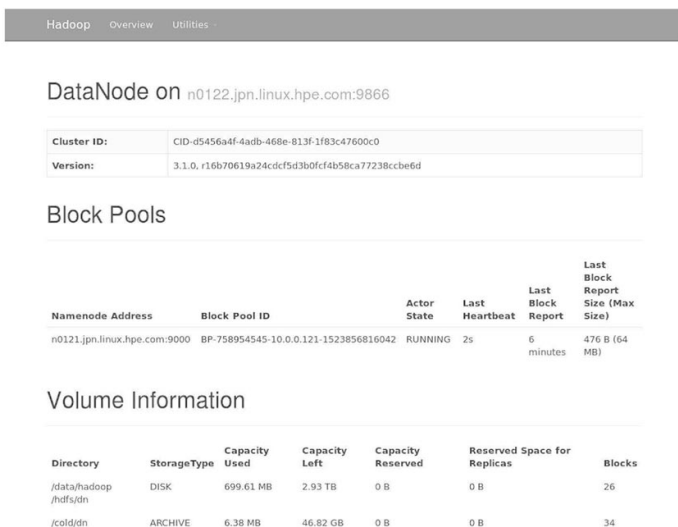 Hadoop Overview Utilities
DataNode on n0122.jpn.linux.hpe.com:9866
Cluster ID: CID-d5456a4f-4adb-468e-813f-1f83c47600c0
Version: 3.1.0, r16b70619a24cdcf5d3b0fcf4b58ca77238ccbe6d
Block Pools
Namenode Address Block Pool ID Actor State Last Heartbeat Last Block Report Last Block Report Size (Max Size)
n0121.jpn.linux.hpe.com:9000 BP-758954545-10.0.0.121-1523856816042 RUNNING 2s 6 minutes 476 B (64 MB)
Volume Information
Directory StorageType Capacity Used Capacity Left Capacity Reserved Reserved Space for Replicas Blocks
/data/hadoop/hdfs/dn DISK 699.61 MB 2.93 TB 0 B 0 B 26
/cold/dn ARCHIVE 6.38 MB 46.82 GB 0 B 0 B 34